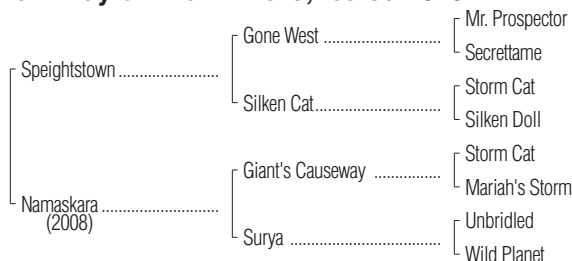 Gone West
Mr. Prospector
Secrettame
Speightstown
Silken Cat
Storm Cat
Silken Doll
Giant's Causeway
Storm Cat
Mariah's Storm
Namaskara
(2008)
Surya
Unbridled
Wild Planet